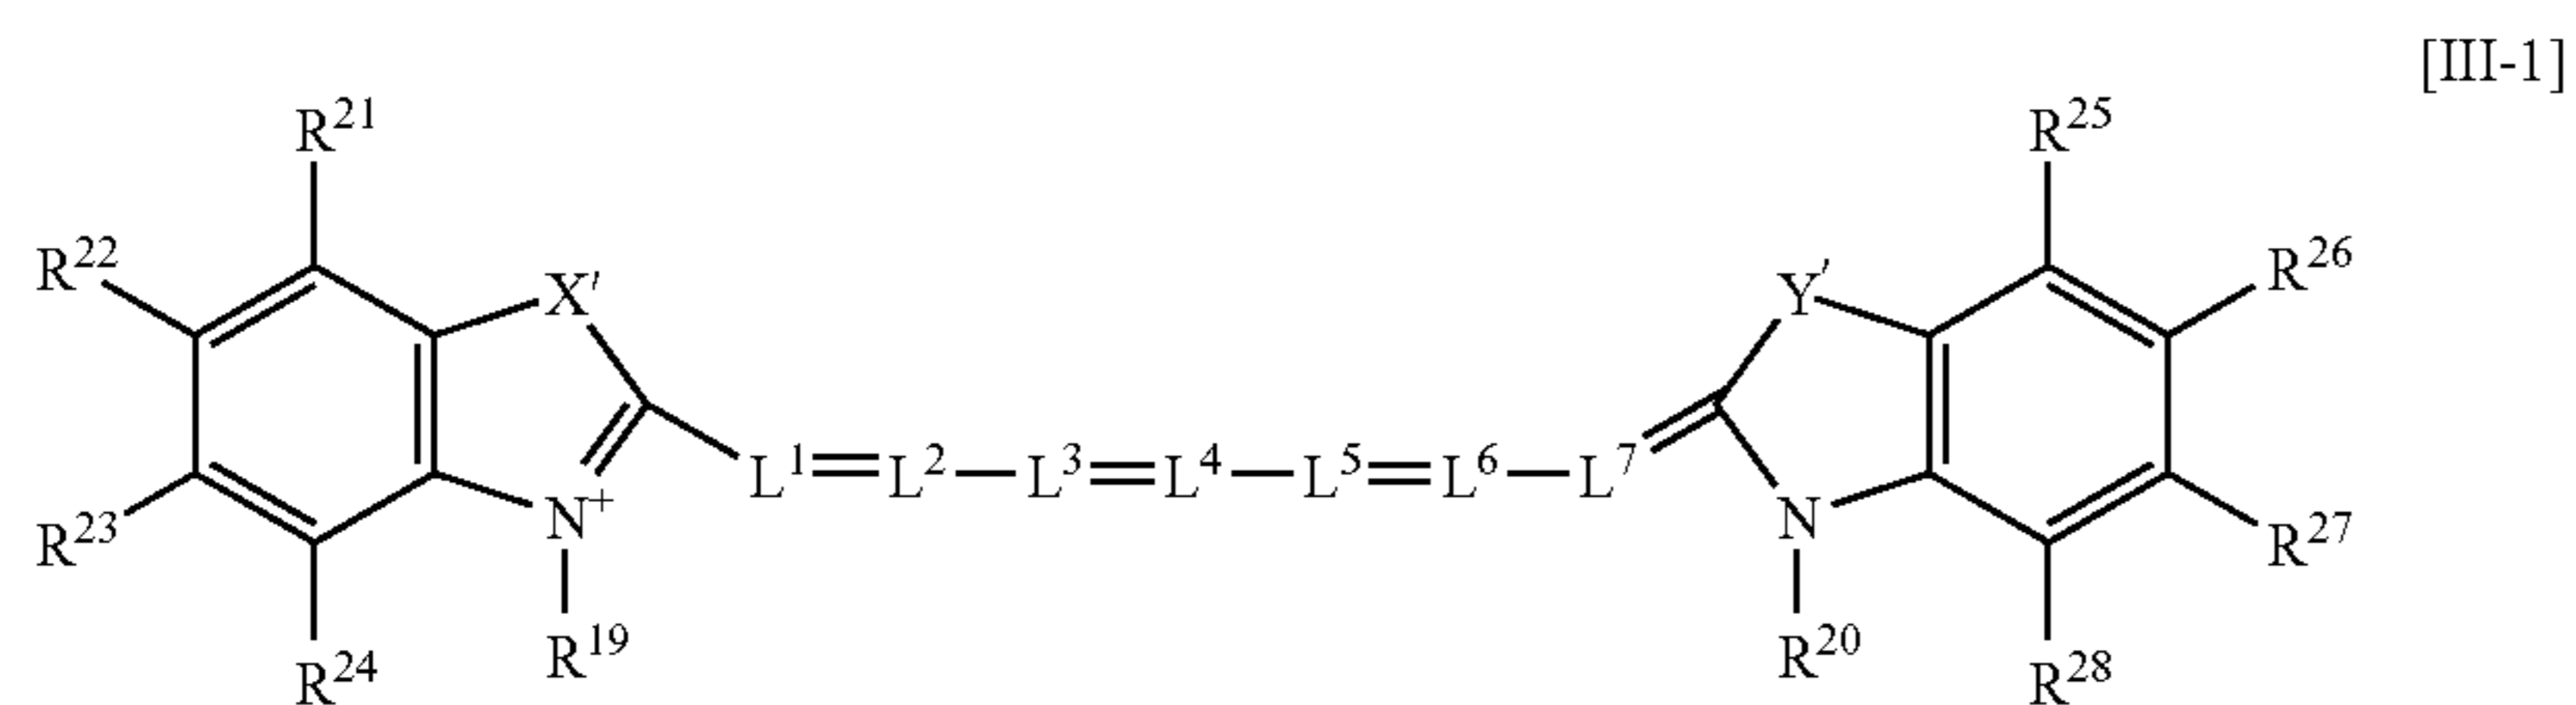 [III-1]
R21 R25
R22 X' Y' R26
L1=L2—L3=L4—L5=L6—L7
R23 N+ N R27
R24 R19 R20 R28